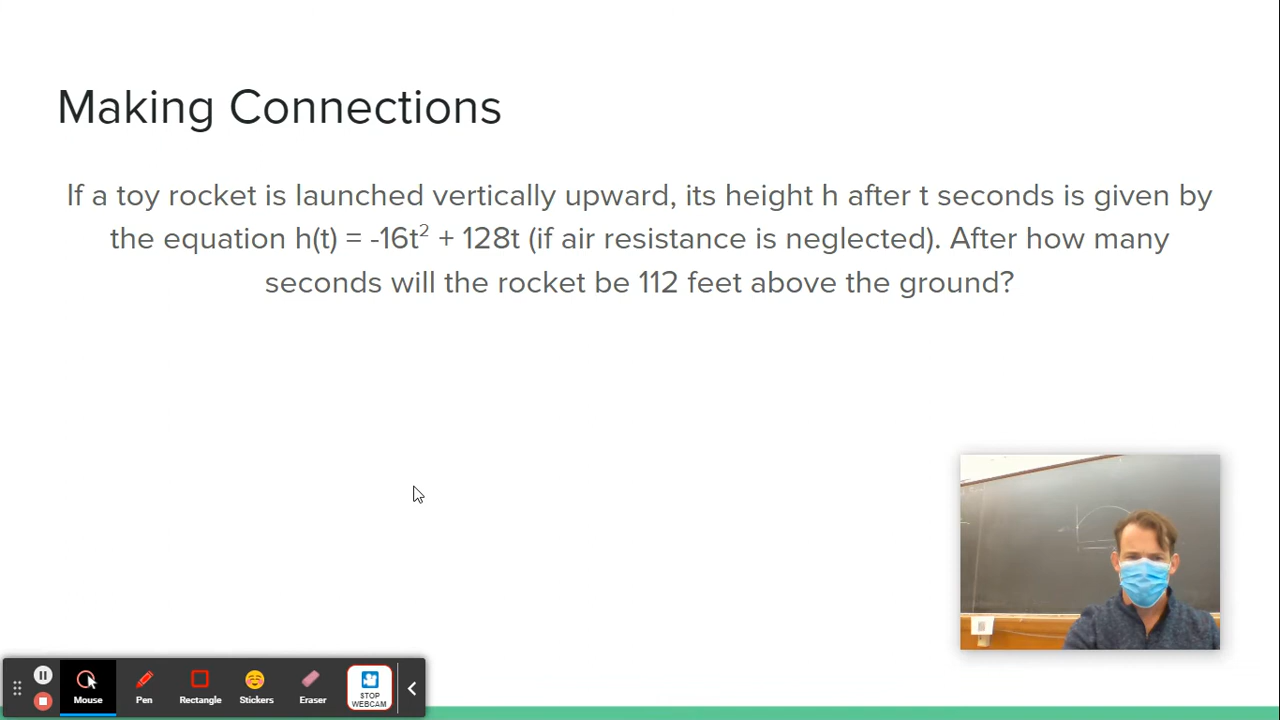 Making Connections
If a toy rocket is launched vertically upward, its height h after t seconds is given by
the equation h(t) = -16t² + 128t (if air resistance is neglected). After how many
seconds will the rocket be 112 feet above the ground?
Mouse
Pen
Rectangle
Stickers
Eraser
STOP
WEBCAM